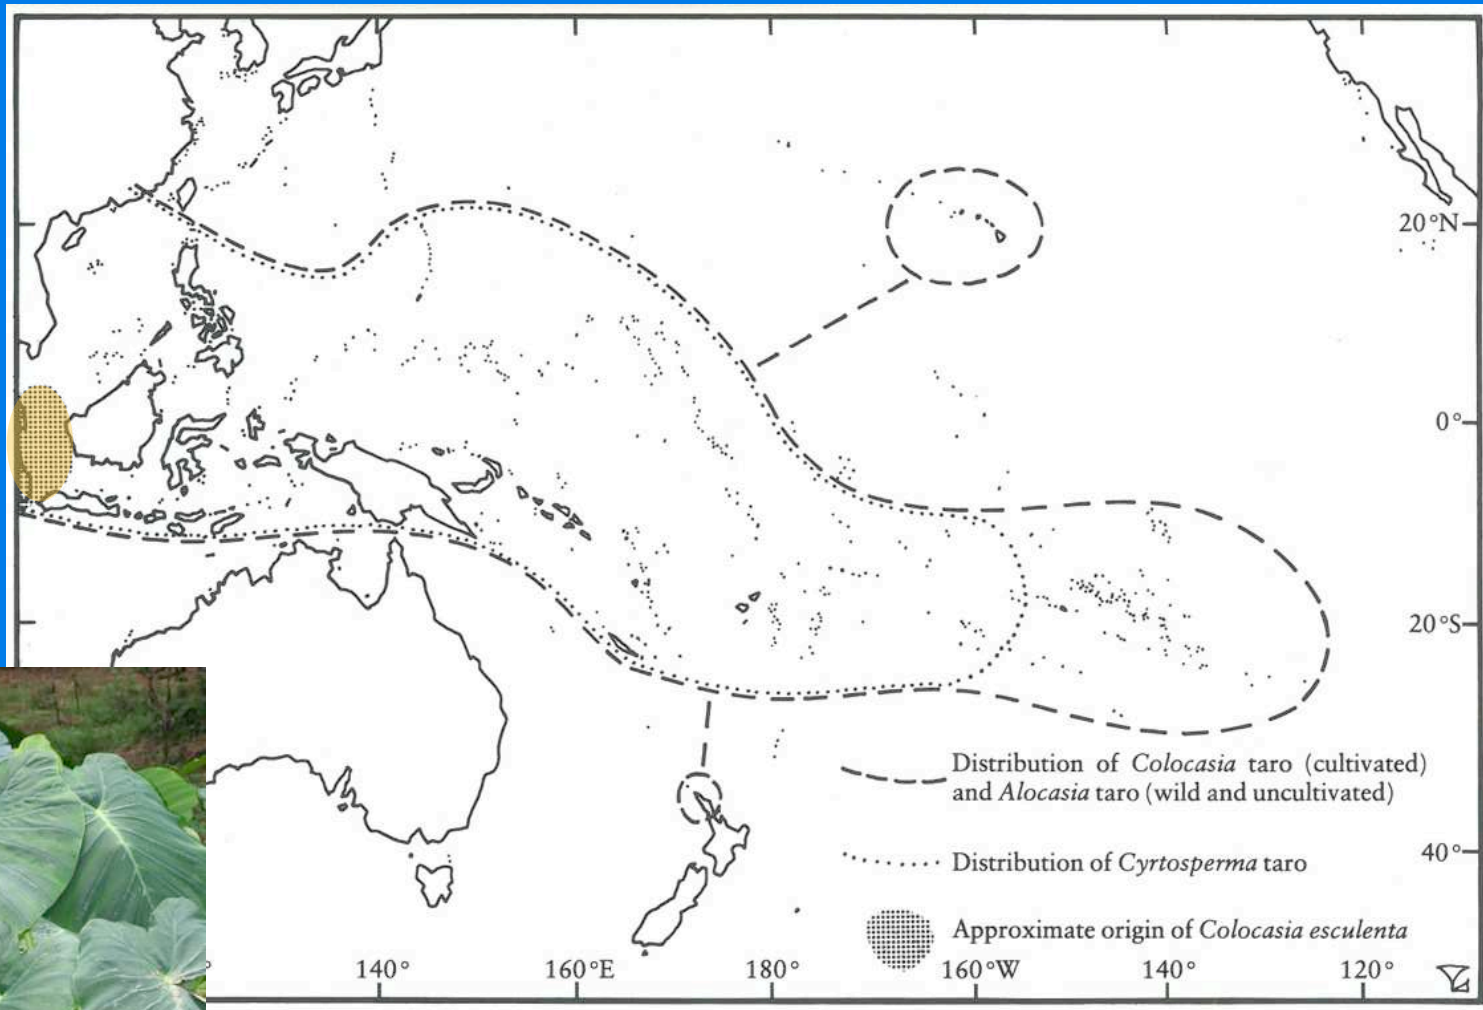 20°N
0°
20°S
Distribution of Colocasia taro (cultivated)
and Alocasia taro (wild and uncultivated)
Distribution of Cyrtosperma taro
40°
Approximate origin of Colocasia esculenta
140°
160°E
180°
160°W
140°
120°